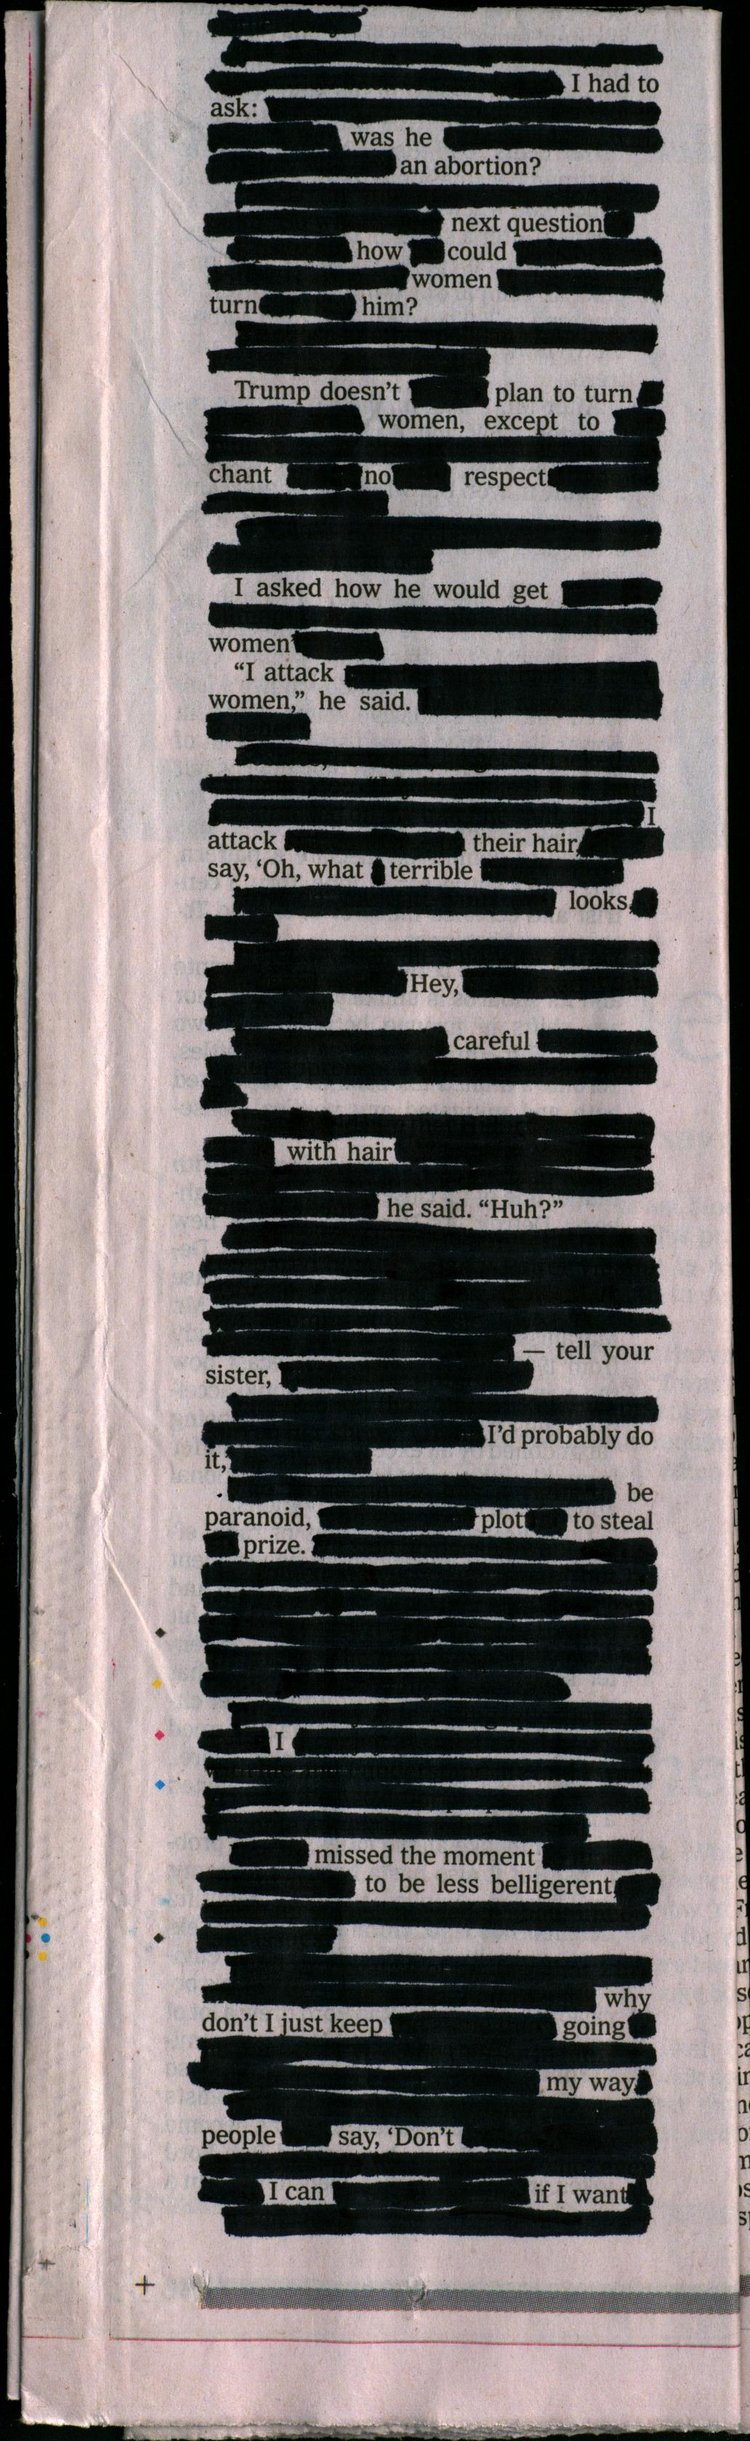 I had to
ask:
was he
an abortion?
next question
how could
women
turn him?
Trump doesn't plan to turn
women, except to
chant no respect
I asked how he would get
women'
“I attack
women,” he said.
I
attack their hair,
say, ‘Oh, what terrible
looks,
Hey,
careful
with hair
he said. “Huh?”
— tell your
sister,
I'd probably do
it,
be
paranoid, plot to steal
prize.
I
missed the moment
to be less belligerent,
why
don't I just keep going
my way.
people say, ‘Don't
I can if I want